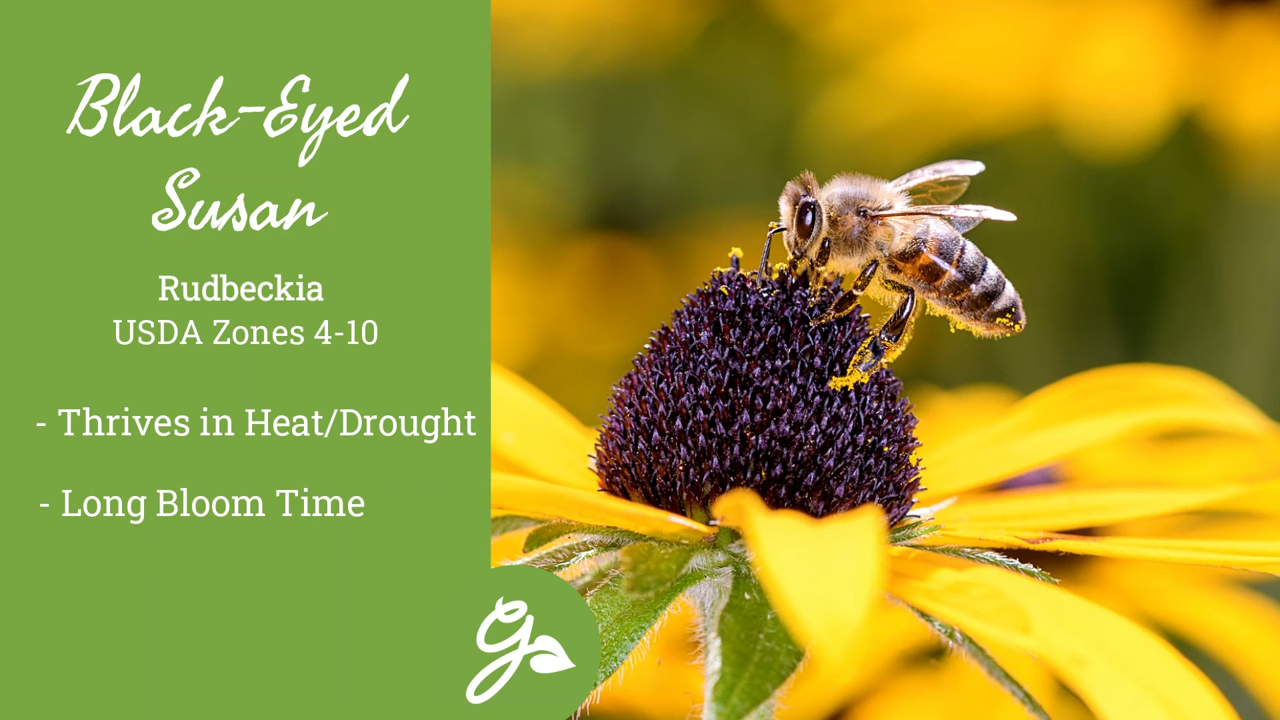 Black-Eyed
Susan
Rudbeckia
USDA Zones 4-10
- Thrives in Heat/Drought
- Long Bloom Time
g